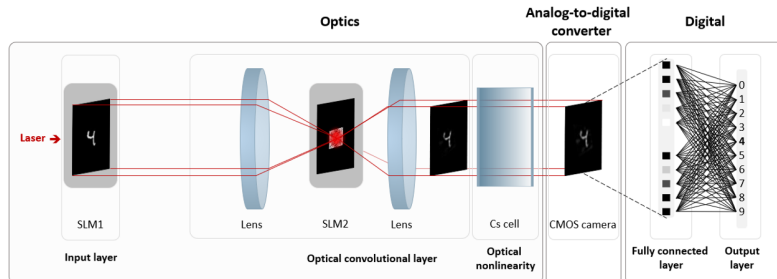 Optics
Analog-to-digital
converter
Digital
Laser
4
4
4
4
SLM1
Lens
SLM2
Lens
Cs cell
CMOS camera
0
1
2
3
4
5
6
7
8
9
Input layer
Optical convolutional layer
Optical
nonlinearity
Fully connected
layer
Output
layer